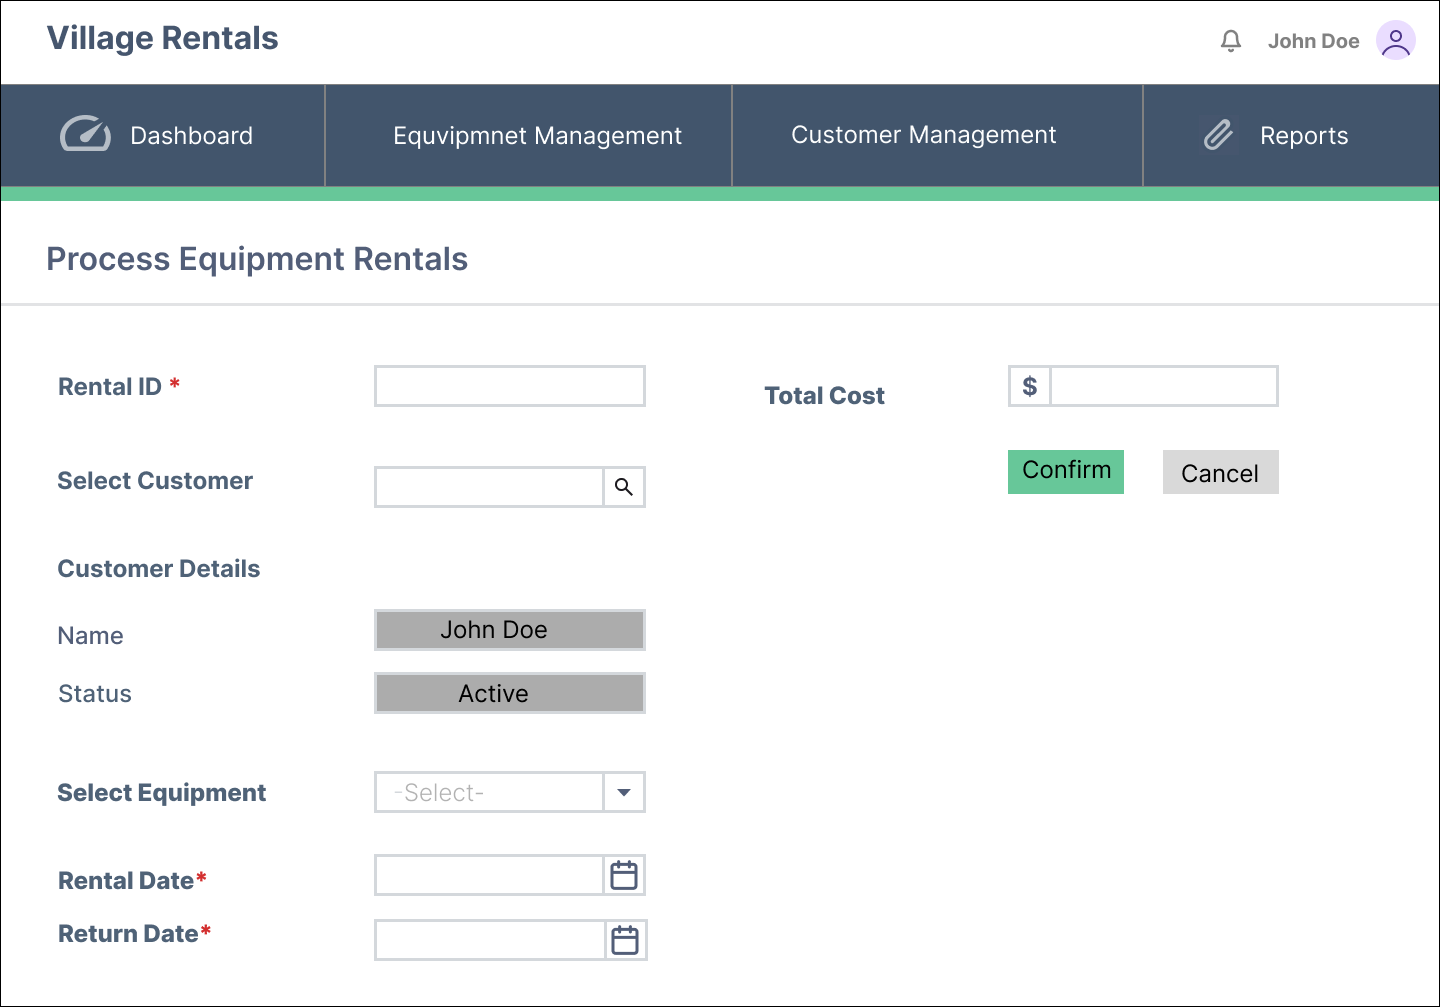 Village Rentals
John Doe
Dashboard
Equvipmnet Management
Customer Management
Reports
Process Equipment Rentals
Rental ID *
Total Cost
$
Select Customer
Confirm
Cancel
Customer Details
Name
John Doe
Status
Active
Select Equipment
-Select-
Rental Date*
Return Date*